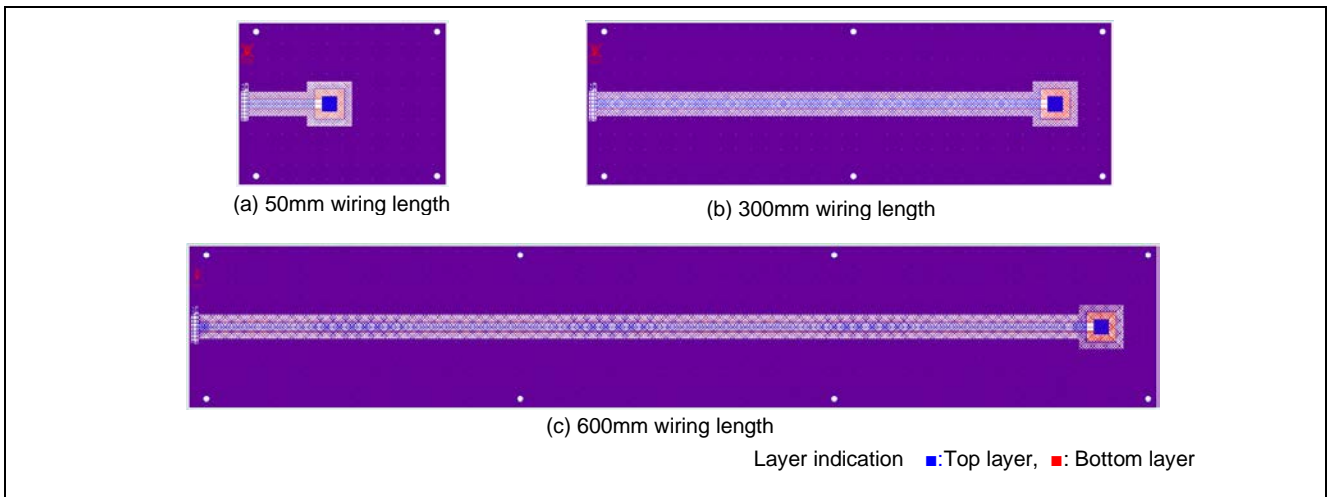 (a) 50mm wiring length
(b) 300mm wiring length
(c) 600mm wiring length
Layer indication ■:Top layer, ■: Bottom layer